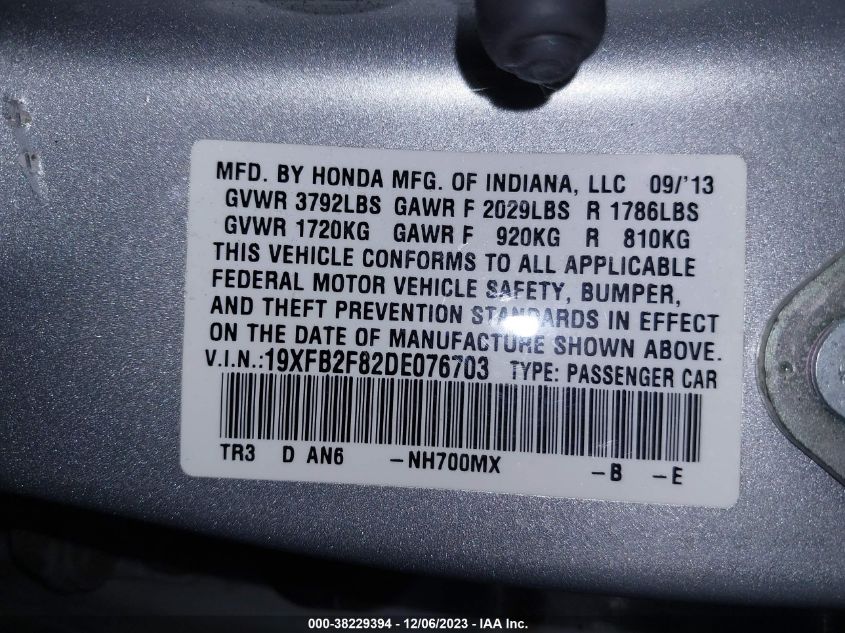 MFD. BY HONDA MFG. OF INDIANA, LLC 09/'13
GVWR 3792LBS GAWR F 2029LBS R 1786LBS
GVWR 1720KG GAWR F 920KG R 810KG
THIS VEHICLE CONFORMS TO ALL APPLICABLE
FEDERAL MOTOR VEHICLE SAFETY, BUMPER,
AND THEFT PREVENTION STANDARDS IN EFFECT
ON THE DATE OF MANUFACTURE SHOWN ABOVE.
V.I.N.:19XFB2F82DE076703 TYPE: PASSENGER CAR
TR3 D AN6 -NH700MX -B -E
000-38229394 - 12/06/2023 - IAA Inc.